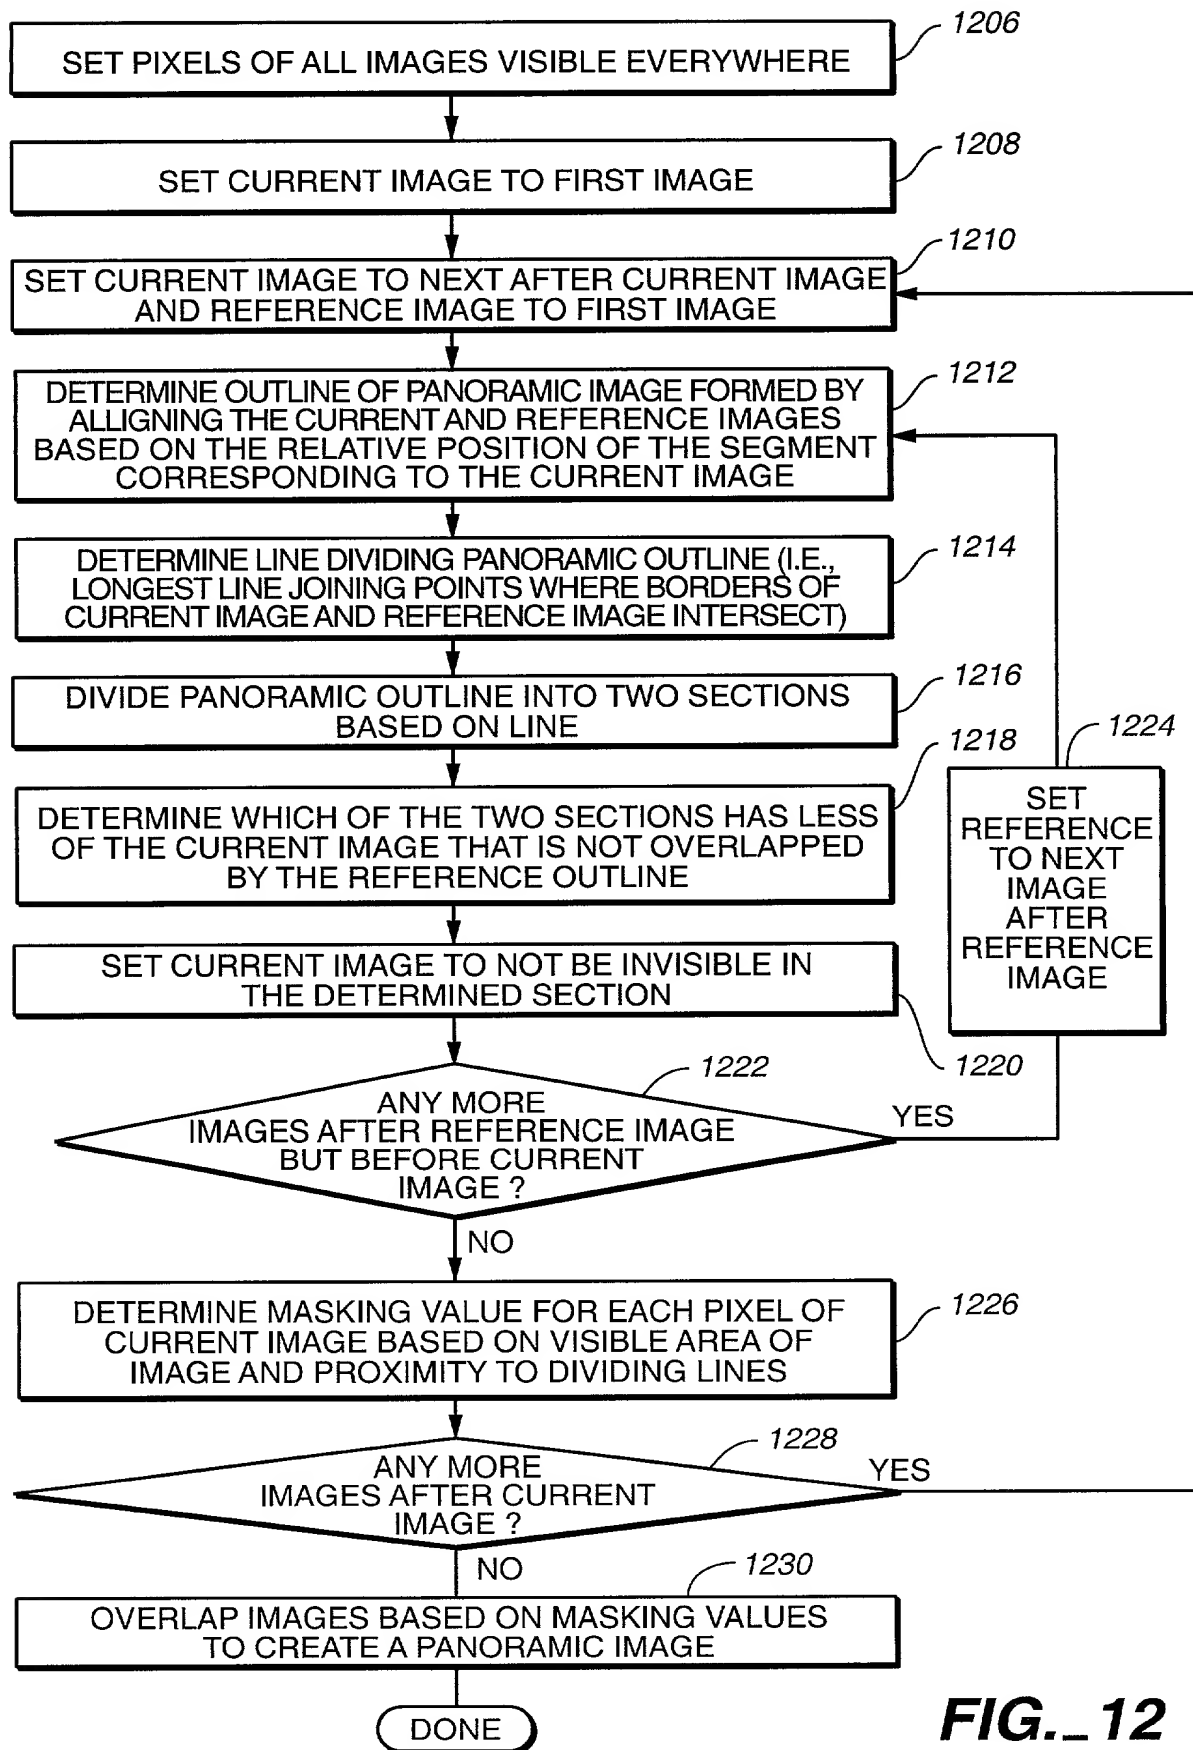 1206
SET PIXELS OF ALL IMAGES VISIBLE EVERYWHERE
1208
SET CURRENT IMAGE TO FIRST IMAGE
1210
SET CURRENT IMAGE TO NEXT AFTER CURRENT IMAGE
AND REFERENCE IMAGE TO FIRST IMAGE
1212
DETERMINE OUTLINE OF PANORAMIC IMAGE FORMED BY
ALLIGNING THE CURRENT AND REFERENCE IMAGES
BASED ON THE RELATIVE POSITION OF THE SEGMENT
CORRESPONDING TO THE CURRENT IMAGE
1214
DETERMINE LINE DIVIDING PANORAMIC OUTLINE (I.E.,
LONGEST LINE JOINING POINTS WHERE BORDERS OF
CURRENT IMAGE AND REFERENCE IMAGE INTERSECT)
1216
DIVIDE PANORAMIC OUTLINE INTO TWO SECTIONS
BASED ON LINE
1218
DETERMINE WHICH OF THE TWO SECTIONS HAS LESS
OF THE CURRENT IMAGE THAT IS NOT OVERLAPPED
BY THE REFERENCE OUTLINE
1224
SET
REFERENCE
TO NEXT
IMAGE
AFTER
REFERENCE
IMAGE
SET CURRENT IMAGE TO NOT BE INVISIBLE IN
THE DETERMINED SECTION
1220
1222
ANY MORE
IMAGES AFTER REFERENCE IMAGE
BUT BEFORE CURRENT
IMAGE ?
YES
NO
1226
DETERMINE MASKING VALUE FOR EACH PIXEL OF
CURRENT IMAGE BASED ON VISIBLE AREA OF
IMAGE AND PROXIMITY TO DIVIDING LINES
1228
ANY MORE
IMAGES AFTER CURRENT
IMAGE ?
YES
NO
1230
OVERLAP IMAGES BASED ON MASKING VALUES
TO CREATE A PANORAMIC IMAGE
DONE
FIG._12